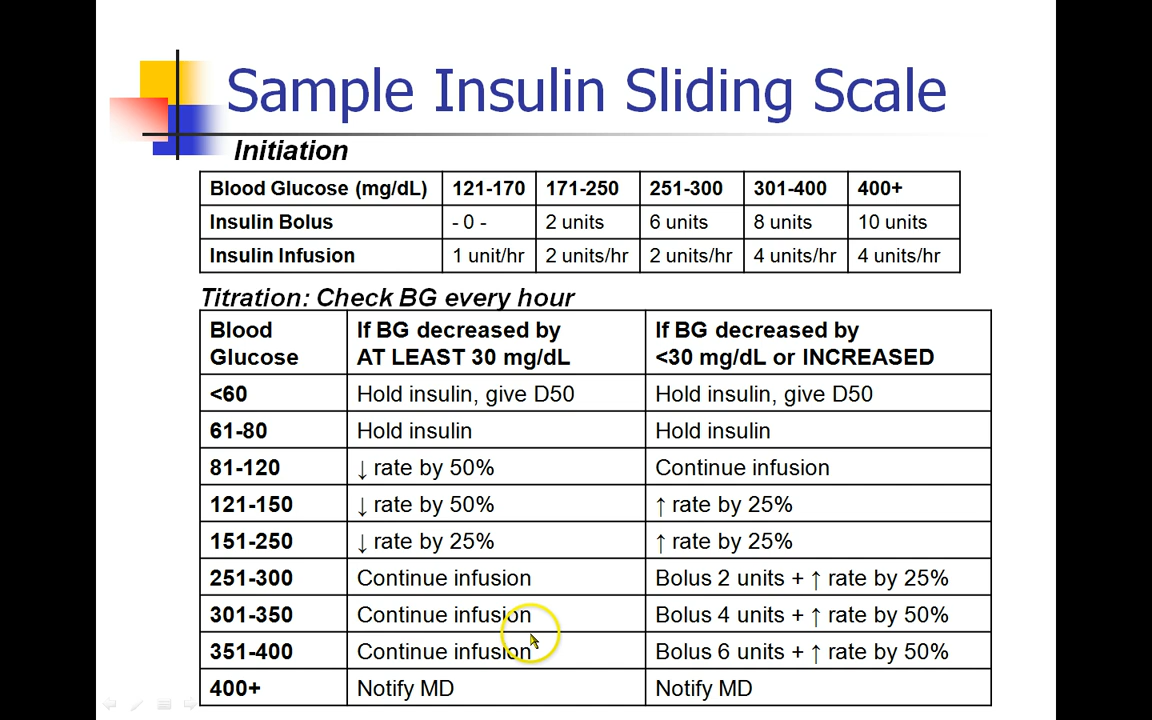 Sample Insulin Sliding Scale
Initiation
Blood Glucose (mg/dL) 121-170 171-250 251-300 301-400 400+
Insulin Bolus - 0 - 2 units 6 units 8 units 10 units
Insulin Infusion 1 unit/hr 2 units/hr 2 units/hr 4 units/hr 4 units/hr
Titration: Check BG every hour
Blood Glucose If BG decreased by AT LEAST 30 mg/dL If BG decreased by <30 mg/dL or INCREASED
<60 Hold insulin, give D50 Hold insulin, give D50
61-80 Hold insulin Hold insulin
81-120 ↓ rate by 50% Continue infusion
121-150 ↓ rate by 50% ↑ rate by 25%
151-250 ↓ rate by 25% ↑ rate by 25%
251-300 Continue infusion Bolus 2 units + ↑ rate by 25%
301-350 Continue infusion Bolus 4 units + ↑ rate by 50%
351-400 Continue infusion Bolus 6 units + ↑ rate by 50%
400+ Notify MD Notify MD